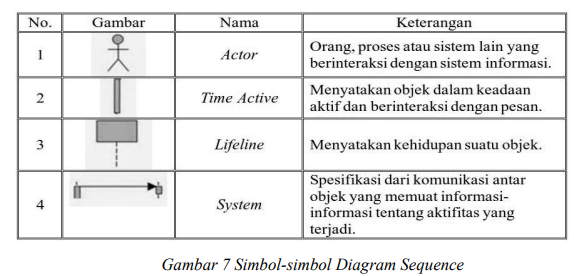 No. Gambar Nama Keterangan
1 Actor Orang, proses atau sistem lain yang
berinteraksi dengan sistem informasi.
2 Time Active Menyatakan objek dalam keadaan
aktif dan berinteraksi dengan pesan.
3 Lifeline Menyatakan kehidupan suatu objek.
4 System Spesifikasi dari komunikasi antar
objek yang memuat informasi-
informasi tentang aktifitas yang
terjadi.
Gambar 7 Simbol-simbol Diagram Sequence